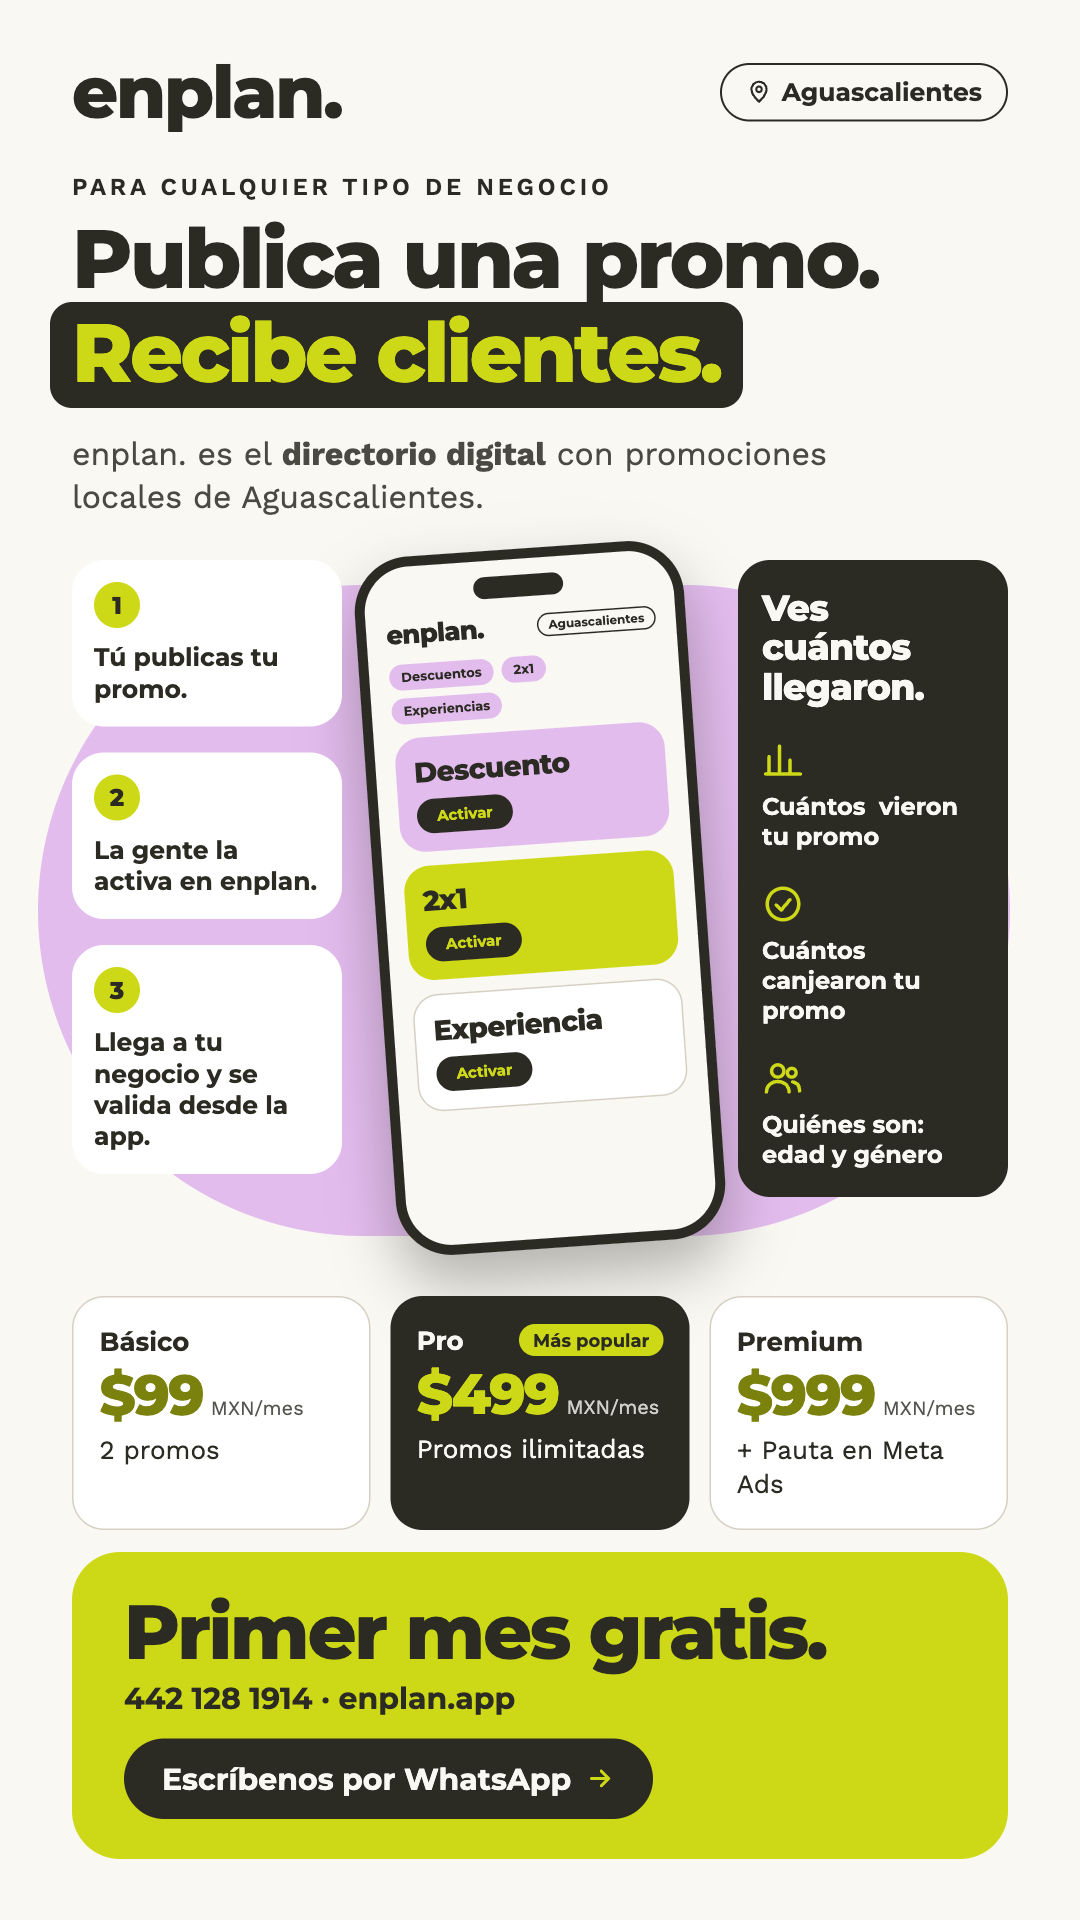 enplan.
Aguascalientes
PARA CUALQUIER TIPO DE NEGOCIO
Publica una promo.
Recibe clientes.
enplan. es el directorio digital con promociones
locales de Aguascalientes.
1
Tú publicas tu
promo.
2
La gente la
activa en enplan.
3
Llega a tu
negocio y se
valida desde la
app.
enplan.
Aguascalientes
Descuentos
2x1
Experiencias
Descuento
Activar
2x1
Activar
Experiencia
Activar
Ves
cuántos
llegaron.
Cuántos vieron
tu promo
Cuántos
canjearon tu
promo
Quiénes son:
edad y género
Básico
$99 MXN/mes
2 promos
Pro
Más popular
$499 MXN/mes
Promos ilimitadas
Premium
$999 MXN/mes
+ Pauta en Meta
Ads
Primer mes gratis.
442 128 1914 · enplan.app
Escríbenos por WhatsApp →